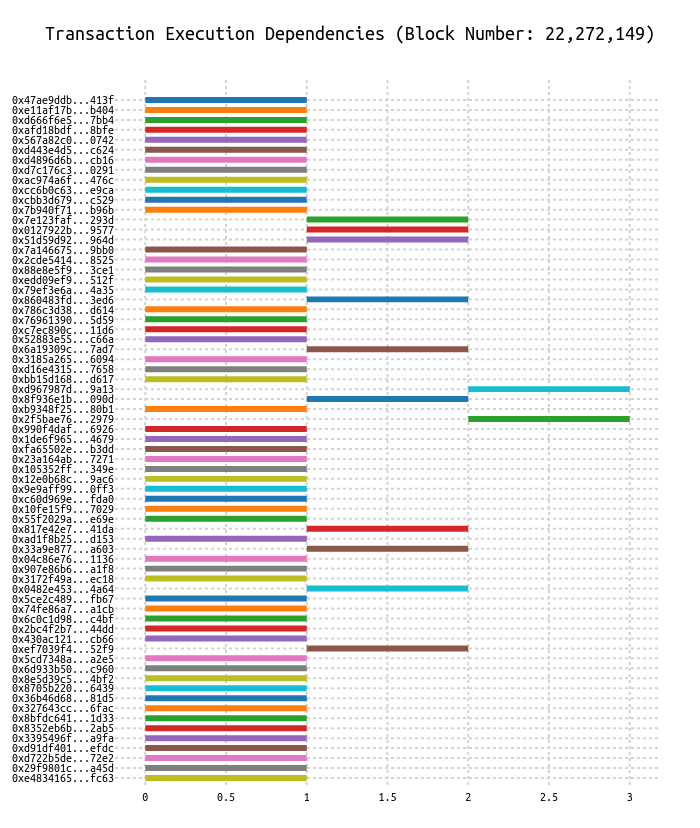 Transaction Execution Dependencies (Block Number: 22,272,149)
0x47ae9ddb...413f
0xe11af17b...b404
0xd666f6e5...7bb4
0xafd18bdf...8bfe
0x567a82c0...0742
0xd443e4d5...c624
0xd4896d6b...cb16
0xd7c176c3...0291
0xac974a6f...476c
0xcc6b0c63...e9ca
0xcbb3d679...c529
0x7b940f71...b96b
0x7e123faf...293d
0x0127922b...9577
0x51d59d92...964d
0x7a146675...9bb0
0x2cde5414...8525
0x88e8e5f9...3ce1
0xedd09ef9...512f
0x79ef3e6a...4a35
0x860483fd...3ed6
0x786c3d38...d614
0x76961390...5d59
0xc7ec890c...11d6
0x52883e55...c66a
0x6a19309c...7ad7
0x3185a265...6094
0xd16e4315...7658
0xbb15d168...d617
0xd967987d...9a13
0x8f936e1b...090d
0xb9348f25...80b1
0x2f5bae76...2979
0x990f4daf...6926
0x1de6f965...4679
0xfa65502e...b3dd
0x23a164ab...7271
0x105352ff...349e
0x12e0b68c...9ac6
0x9e9aff99...0ff3
0xc60d969e...fda0
0x10fe15f9...7029
0x55f2029a...e69e
0x817e42e7...41da
0xad1f8b25...d153
0x33a9e877...a603
0x04c86e76...1136
0x907e86b6...a1f8
0x3172f49a...ec18
0x0482e453...4a64
0x5ce2c489...fb67
0x74fe86a7...a1cb
0x6c0c1d98...c4bf
0x2bc4f2b7...44dd
0x430ac121...cb66
0xef7039f4...52f9
0x5cd7348a...a2e5
0x6d933b50...c960
0x8e5d39c5...4bf2
0x8705b220...6439
0x36b46d68...81d5
0x327643cc...6fac
0x8bfdc641...1d33
0x8352eb6b...2ab5
0x3395496f...a9fa
0xd91df401...efdc
0xd722b5de...72e2
0x29f9801c...a45d
0xe4834165...fc63
0 0.5 1 1.5 2 2.5 3